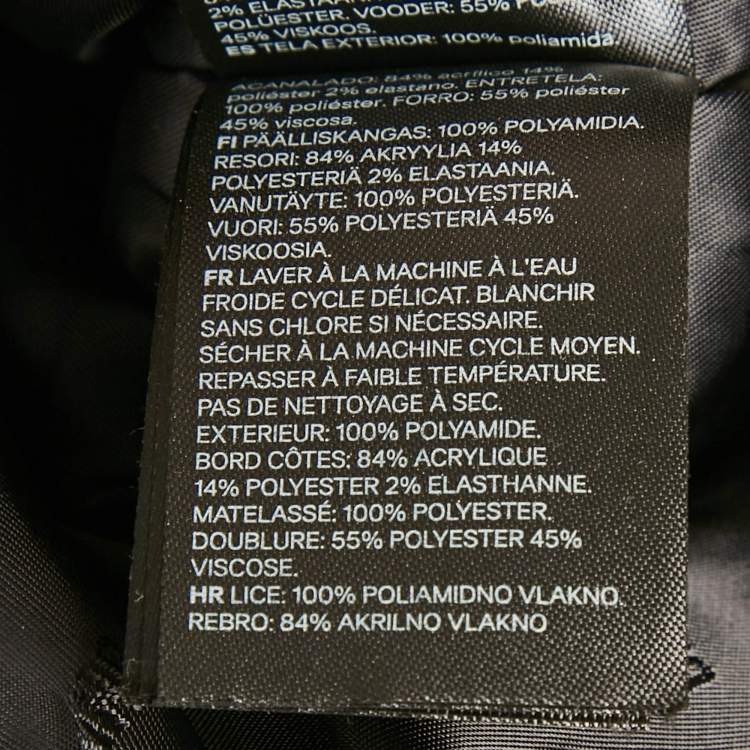 2% ELASTAAN
POLÜESTER. VOODER: 55% PO
45% VISKOOS.
ES TELA EXTERIOR: 100% poliamida
ACANALADO: 84% acrílico 14%
poliéster 2% elastano. ENTRETELA:
100% poliéster. FORRO: 55% poliéster
45% viscosa.
FI PÄÄLLISKANGAS: 100% POLYAMIDIA.
RESORI: 84% AKRYYLIA 14%
POLYESTERIÄ 2% ELASTAANIA.
VANUTÄYTE: 100% POLYESTERIÄ.
VUORI: 55% POLYESTERIÄ 45%
VISKOOSIA.
FR LAVER À LA MACHINE À L'EAU
FROIDE CYCLE DÉLICAT. BLANCHIR
SANS CHLORE SI NÉCESSAIRE.
SÉCHER À LA MACHINE CYCLE MOYEN.
REPASSER À FAIBLE TEMPÉRATURE.
PAS DE NETTOYAGE À SEC.
EXTERIEUR: 100% POLYAMIDE.
BORD CÔTES: 84% ACRYLIQUE
14% POLYESTER 2% ELASTHANNE.
MATELASSÉ: 100% POLYESTER.
DOUBLURE: 55% POLYESTER 45%
VISCOSE.
HR LICE: 100% POLIAMIDNO VLAKNO.
REBRO: 84% AKRILNO VLAKNO